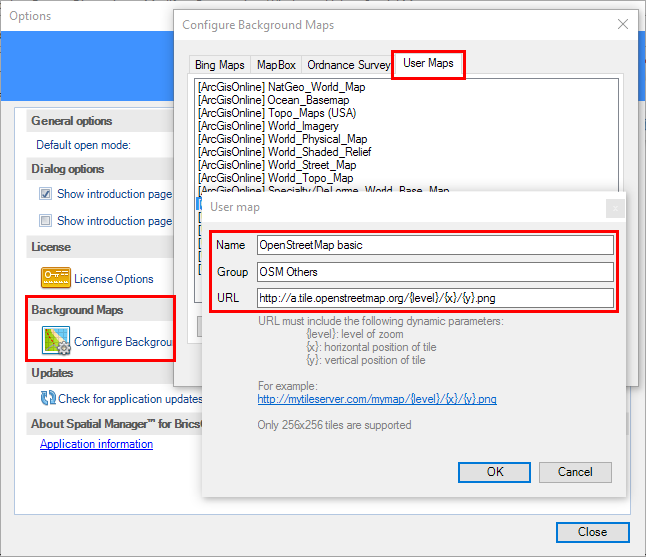 Options
Configure Background Maps
Bing Maps
MapBox
Ordnance Survey
User Maps
[ArcGisOnline] NatGeo_World_Map
[ArcGisOnline] Ocean_Basemap
[ArcGisOnline] Topo_Maps (USA)
[ArcGisOnline] World_Imagery
[ArcGisOnline] World_Physical_Map
[ArcGisOnline] World_Shaded_Relief
[ArcGisOnline] World_Street_Map
[ArcGisOnline] World_Topo_Map
[ArcGisOnline] Specialty/DeLorme_World_Base_Map
General options
Default open mode:
Dialog options
Show introduction page
Show introduction page
License
License Options
Background Maps
Configure Backgrou
Updates
Check for application updates
About Spatial Manager™ for Brics
Application information
User map
Name OpenStreetMap basic
Group OSM Others
URL http://a.tile.openstreetmap.org/{level}/{x}/{y}.png
URL must include the following dynamic parameters:
{level}: level of zoom
{x}: horizontal position of tile
{y}: vertical position of tile
For example:
http://mytileserver.com/mymap/{level}/{x}/{y}.png
Only 256x256 tiles are supported
OK
Cancel
Close